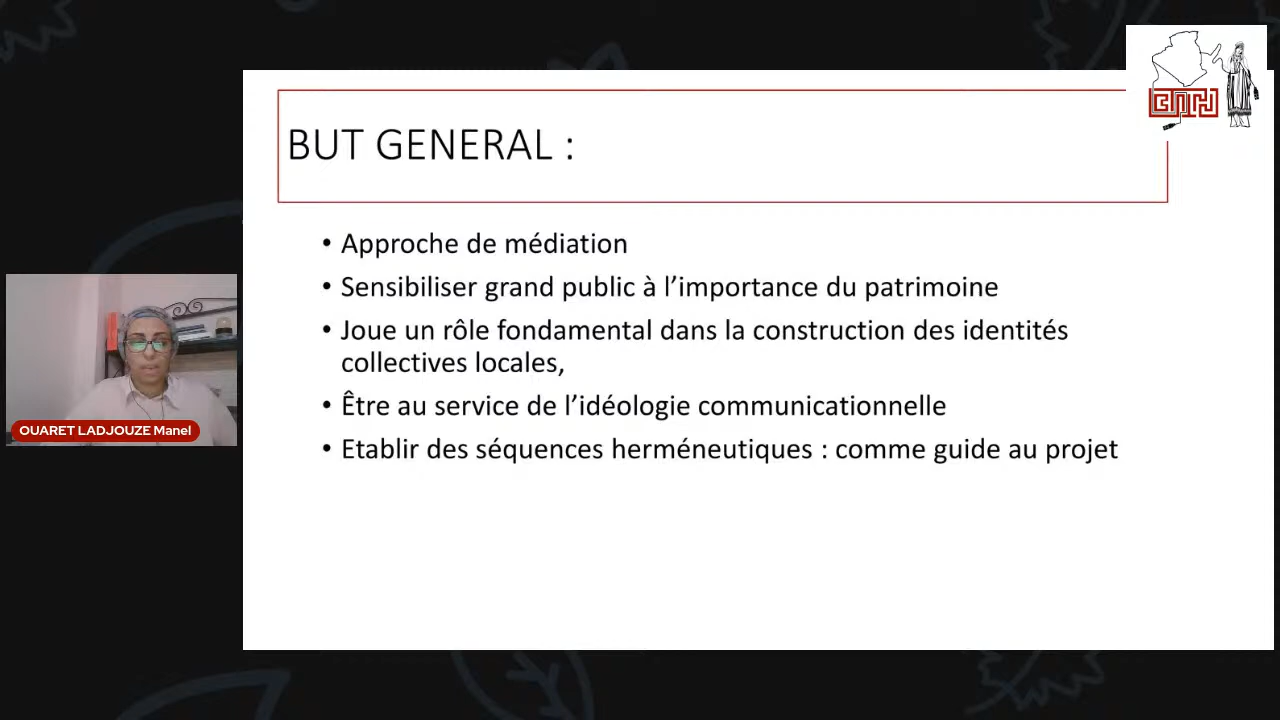 BUT GENERAL :
• Approche de médiation
• Sensibiliser grand public à l’importance du patrimoine
• Joue un rôle fondamental dans la construction des identités
collectives locales,
• Être au service de l’idéologie communicationnelle
• Etablir des séquences herméneutiques : comme guide au projet
OUARET LADJOUZE Manel